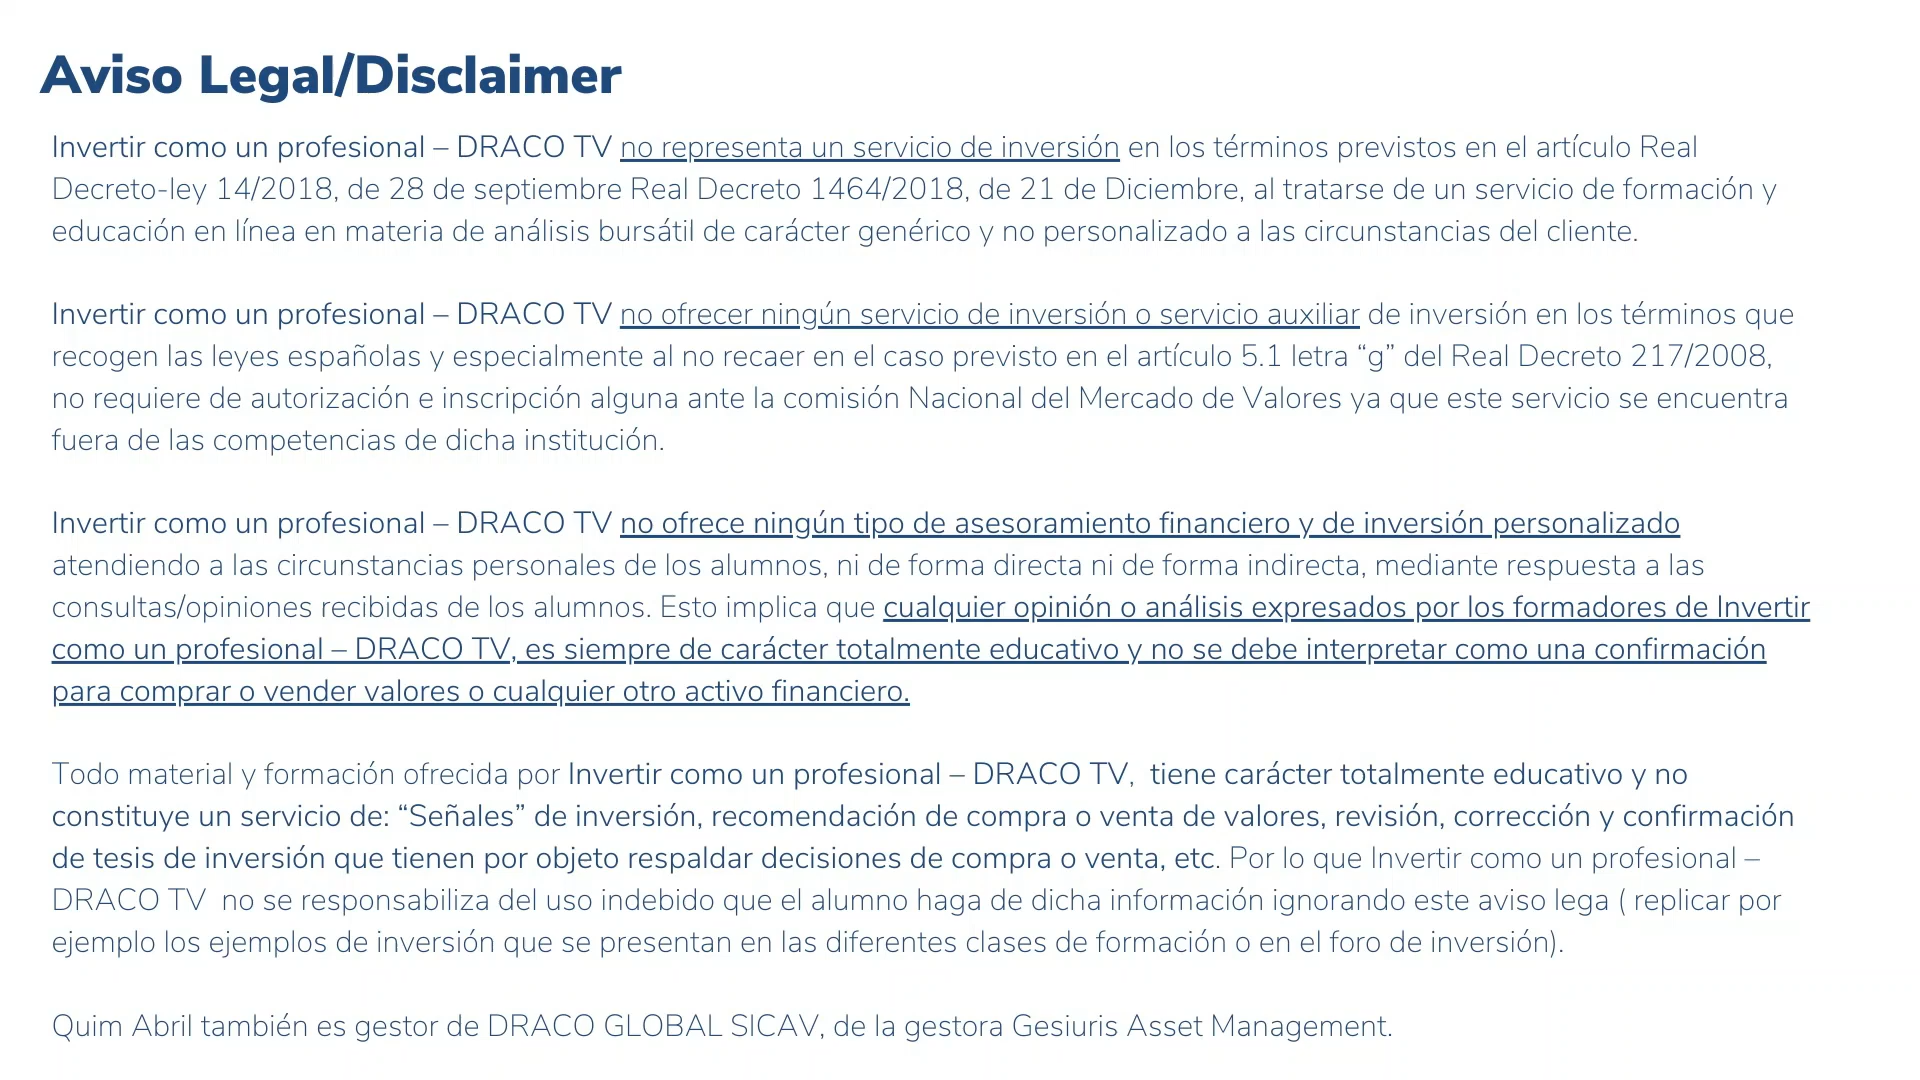 Aviso Legal/Disclaimer
Invertir como un profesional – DRACO TV no representa un servicio de inversión en los términos previstos en el artículo Real
Decreto-ley 14/2018, de 28 de septiembre Real Decreto 1464/2018, de 21 de Diciembre, al tratarse de un servicio de formación y
educación en línea en materia de análisis bursátil de carácter genérico y no personalizado a las circunstancias del cliente.
Invertir como un profesional – DRACO TV no ofrecer ningún servicio de inversión o servicio auxiliar de inversión en los términos que
recogen las leyes españolas y especialmente al no recaer en el caso previsto en el artículo 5.1 letra “g” del Real Decreto 217/2008,
no requiere de autorización e inscripción alguna ante la comisión Nacional del Mercado de Valores ya que este servicio se encuentra
fuera de las competencias de dicha institución.
Invertir como un profesional – DRACO TV no ofrece ningún tipo de asesoramiento financiero y de inversión personalizado
atendiendo a las circunstancias personales de los alumnos, ni de forma directa ni de forma indirecta, mediante respuesta a las
consultas/opiniones recibidas de los alumnos. Esto implica que cualquier opinión o análisis expresados por los formadores de Invertir
como un profesional – DRACO TV, es siempre de carácter totalmente educativo y no se debe interpretar como una confirmación
para comprar o vender valores o cualquier otro activo financiero.
Todo material y formación ofrecida por Invertir como un profesional – DRACO TV, tiene carácter totalmente educativo y no
constituye un servicio de: “Señales” de inversión, recomendación de compra o venta de valores, revisión, corrección y confirmación
de tesis de inversión que tienen por objeto respaldar decisiones de compra o venta, etc. Por lo que Invertir como un profesional –
DRACO TV no se responsabiliza del uso indebido que el alumno haga de dicha información ignorando este aviso lega ( replicar por
ejemplo los ejemplos de inversión que se presentan en las diferentes clases de formación o en el foro de inversión).
Quim Abril también es gestor de DRACO GLOBAL SICAV, de la gestora Gesiuris Asset Management.